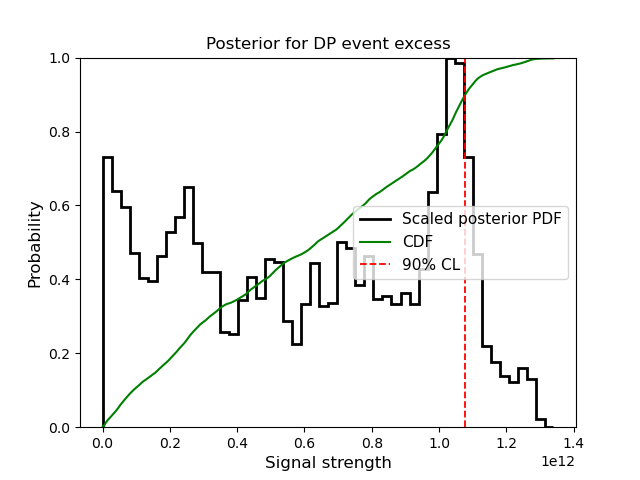 Posterior for DP event excess
1.0
0.8
0.6
0.4
0.2
0.0
Probability
Scaled posterior PDF
CDF
90% CL
0.0 0.2 0.4 0.6 0.8 1.0 1.2 1.4
1e12
Signal strength